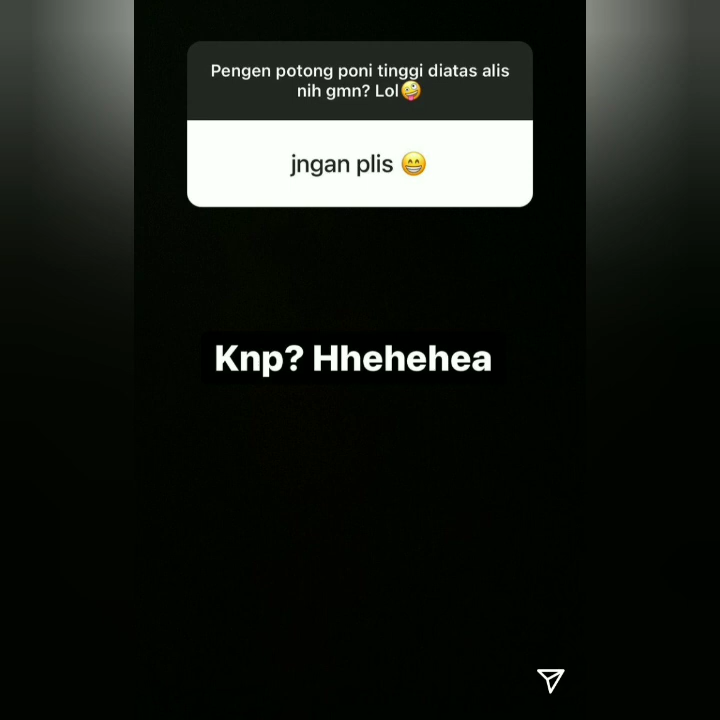 Pengen potong poni tinggi diatas alis
nih gmn? Lol🤪
jngan plis 😁
Knp? Hhehehea